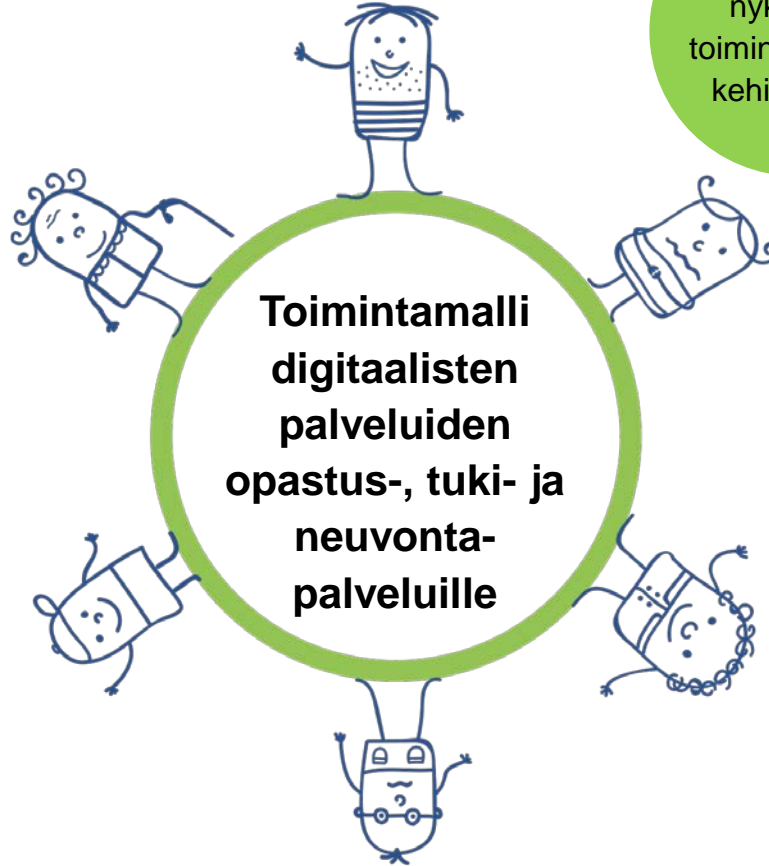 Toimintamalli
digitaalisten
palveluiden
opastus-, tuki- ja
neuvonta-
palveluille